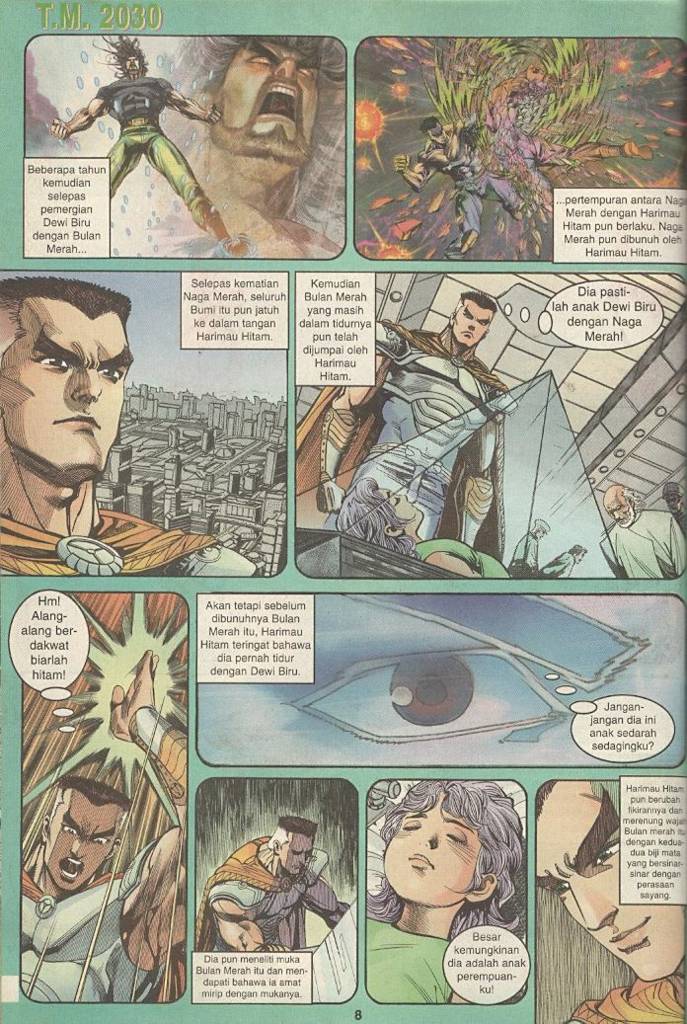 T.M. 2030
Beberapa tahun
kemudian
selepas
pemergian
Dewi Biru
dengan Bulan
Merah...
...pertempuran antara Naga
Merah dengan Harimau
Hitam pun berlaku. Naga
Merah pun dibunuh oleh
Harimau Hitam.
Selepas kematian
Naga Merah, seluruh
Bumi itu pun jatuh
ke dalam tangan
Harimau Hitam.
Kemudian
Bulan Merah
yang masih
dalam tidurnya
pun telah
dijumpai oleh
Harimau
Hitam.
Dia pasti-
lah anak Dewi Biru
dengan Naga
Merah!
Hm!
Alang-
alang ber-
dakwat
biarlah
hitam!
Akan tetapi sebelum
dibunuhnya Bulan
Merah itu, Harimau
Hitam teringat bahawa
dia pernah tidur
dengan Dewi Biru.
Jangan-
jangan dia ini
anak sedarah
sedagingku?
Dia pun meneliti muka
Bulan Merah itu dan men-
dapati bahawa ia amat
mirip dengan mukanya.
Besar
kemungkinan
dia adalah anak
perempuan-
ku!
Harimau Hitam
pun berubah
fikirannya dan
merenung wajah
Bulan merah itu
dengan kedua-
dua biji mata
yang bersinar-
sinar dengan
perasaan
sayang.
8